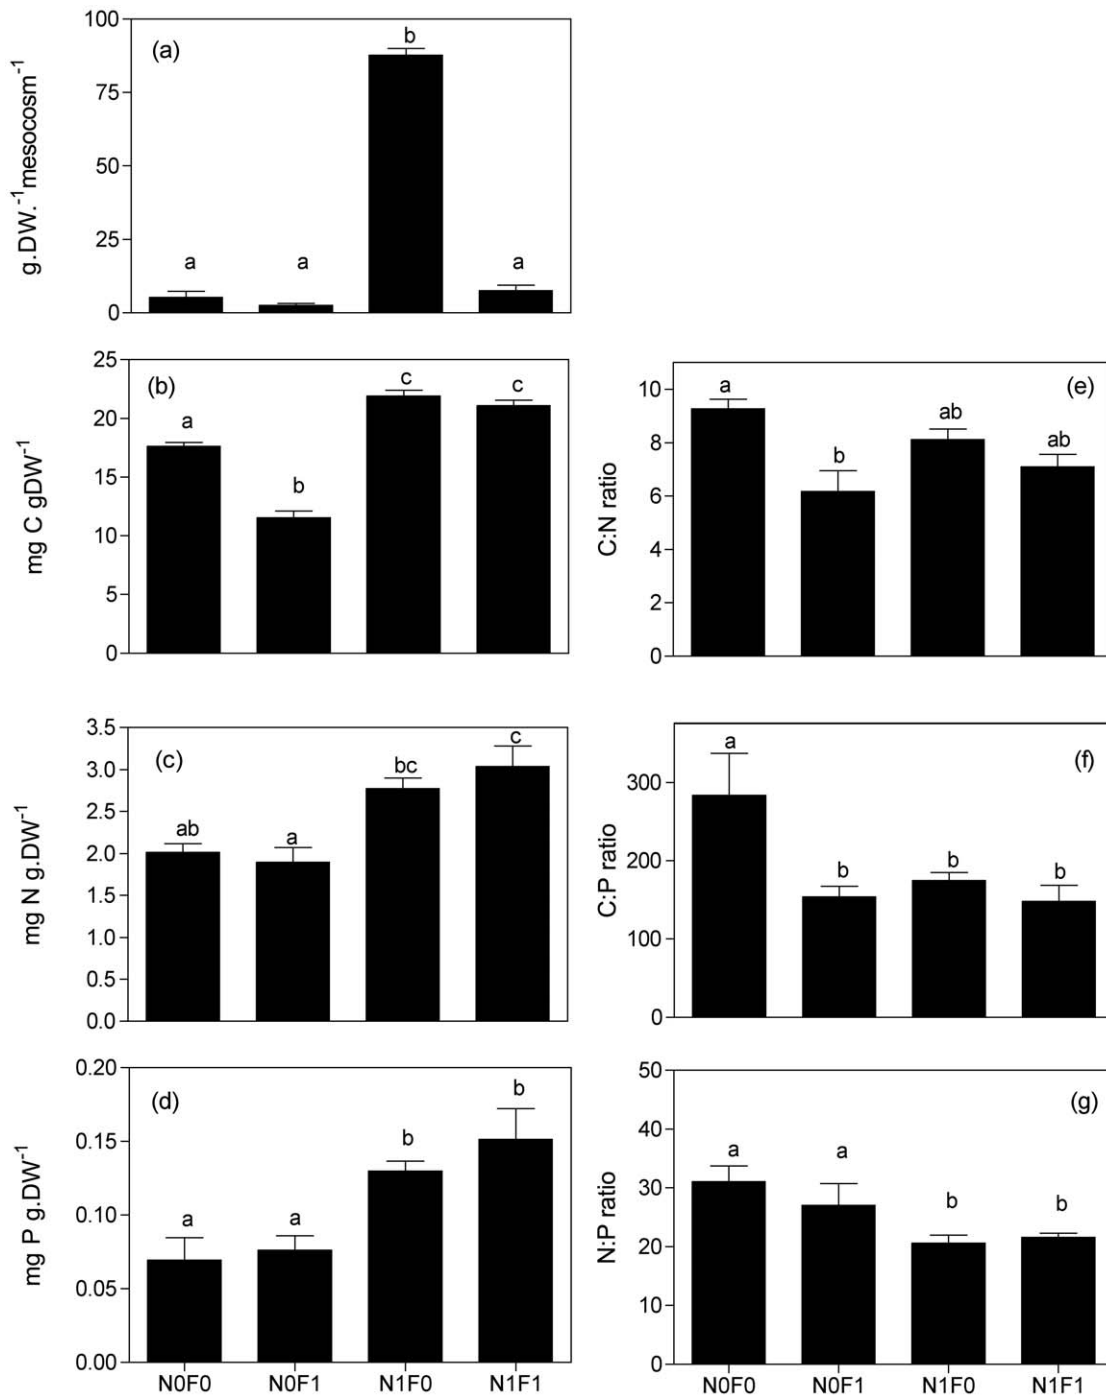 (a)
g.DW.-1mesocosm-1
100
75
50
25
0
a
a
b
a
(b)
mg C gDW-1
25
20
15
10
5
0
a
b
c
c
(e)
C:N ratio
10
8
6
4
2
0
a
b
ab
ab
(c)
mg N g.DW-1
3.5
3.0
2.5
2.0
1.5
1.0
0.5
0.0
ab
a
bc
c
(f)
C:P ratio
300
200
100
0
a
b
b
b
(d)
mg P g.DW-1
0.20
0.15
0.10
0.05
0.00
a
a
b
b
N0F0 N0F1 N1F0 N1F1
(g)
N:P ratio
50
40
30
20
10
0
a
a
b
b
N0F0 N0F1 N1F0 N1F1